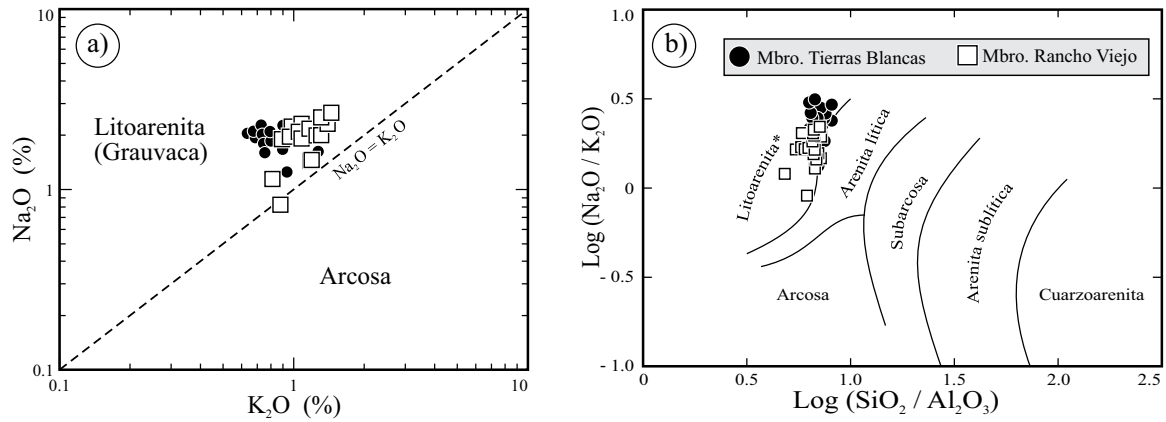 a)
10
1
0.1
Na₂O (%)
Litoarenita
(Grauvaca)
Na₂O = K₂O
Arcosa
0.1
1
10
K₂O (%)
b)
Mbro. Tierras Blancas
Mbro. Rancho Viejo
1.0
0.5
0
- 0.5
- 1.0
Log (Na₂O / K₂O)
Litoarenita*
Arenita lítica
Subarcosa
Arenita sublítica
Arcosa
Cuarzoarenita
0
0.5
1.0
1.5
2.0
2.5
Log (SiO₂ / Al₂O₃)